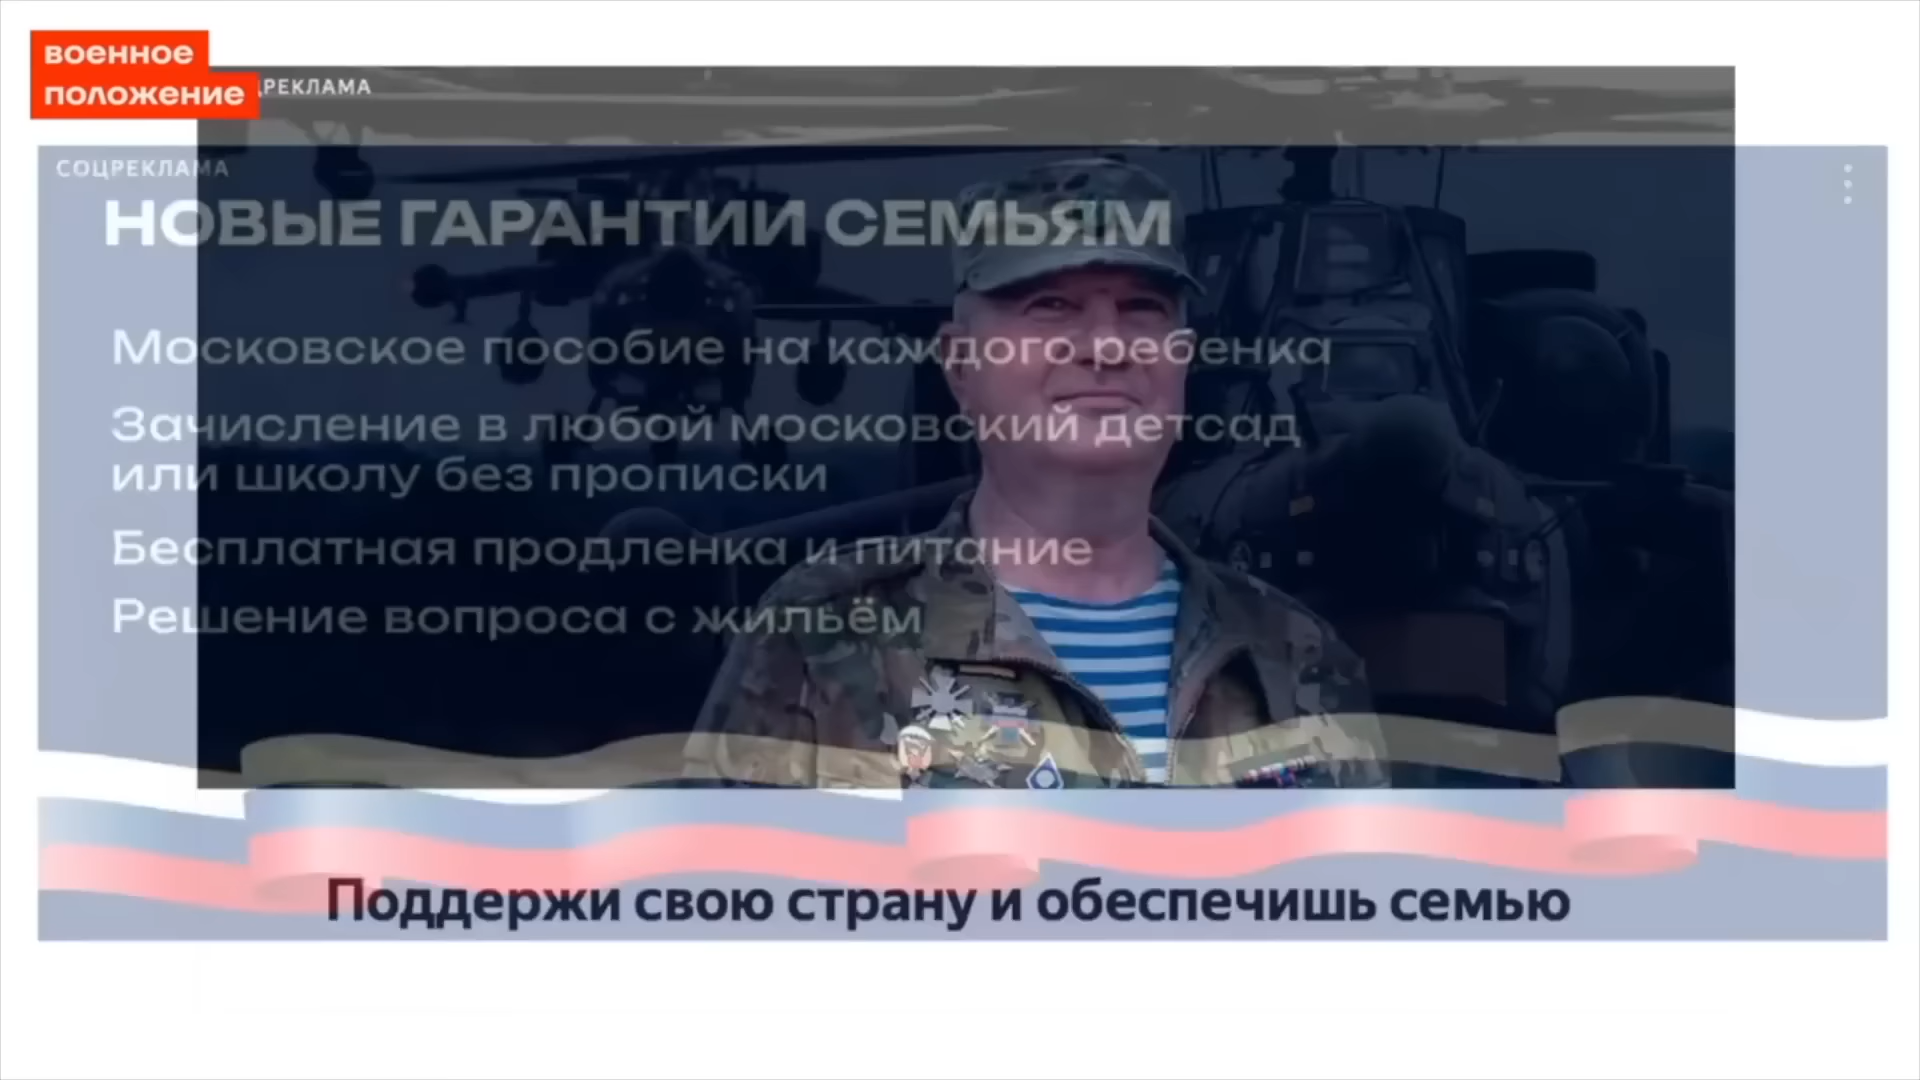 военное
положение
ЦРЕКЛАМА
СОЦРЕКЛАМА
НОВЫЕ ГАРАНТИИ СЕМЬЯМ
Московское пособие на каждого ребенка
Зачисление в любой московский детсад
или школу без прописки
Бесплатная продленка и питание
Решение вопроса с жильём
Поддержи свою страну и обеспечишь семью